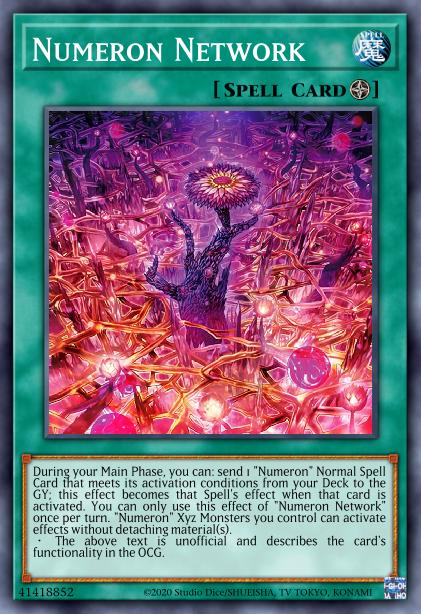 NUMERON NETWORK
SPELL
魔
[SPELL CARD]
During your Main Phase, you can: send 1 "Numeron" Normal Spell
Card that meets its activation conditions from your Deck to the
GY; this effect becomes that Spell's effect when that card is
activated. You can only use this effect of "Numeron Network"
once per turn. "Numeron" Xyz Monsters you control can activate
effects without detaching material(s).
· The above text is unofficial and describes the card's
functionality in the OCG.
41418852
©2020 Studio Dice/SHUEISHA, TV TOKYO, KONAMI